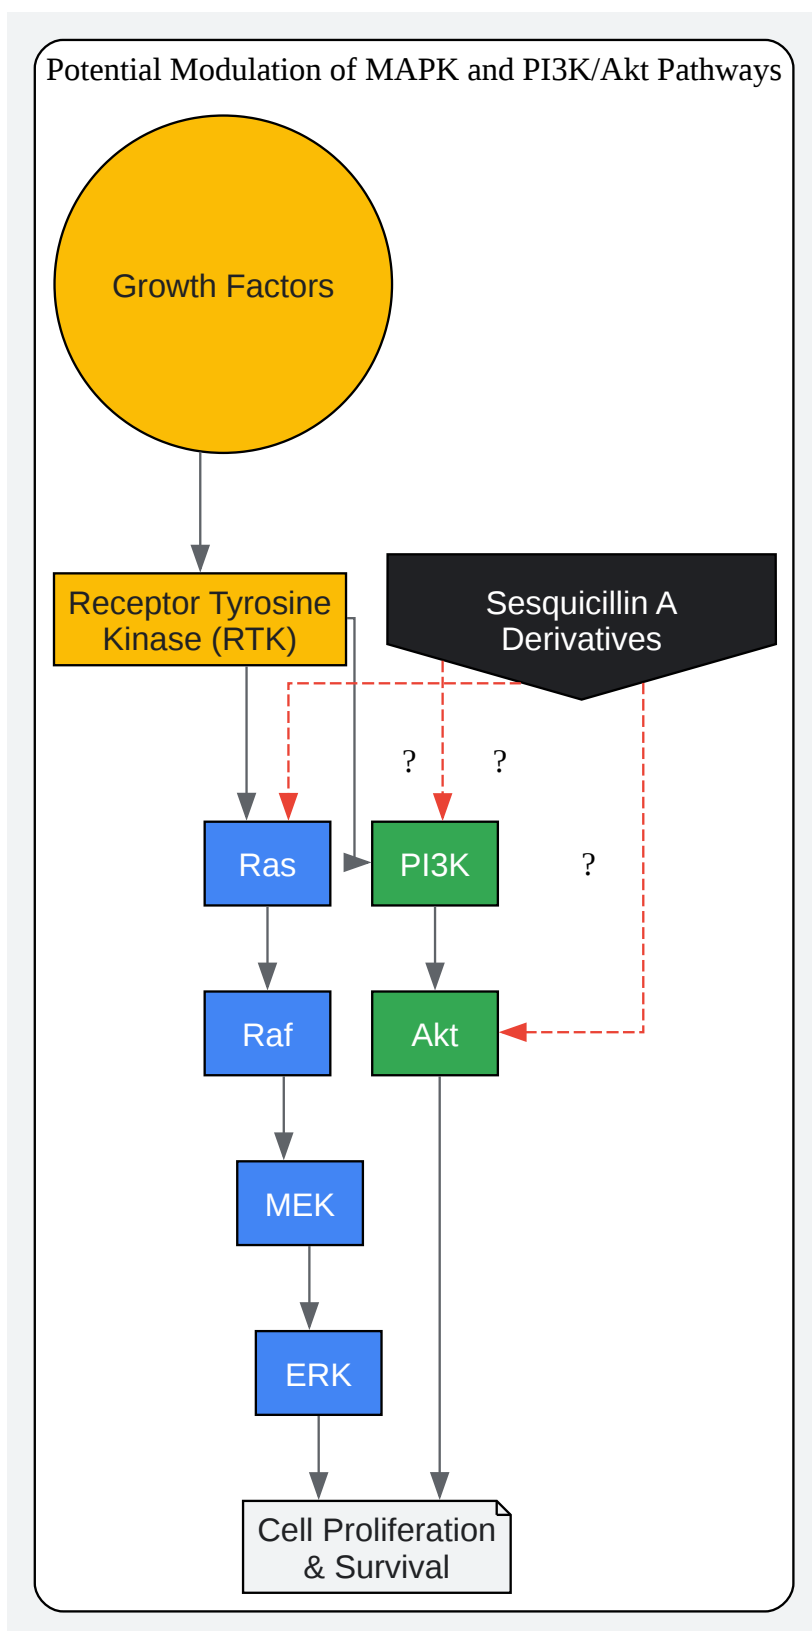 Potential Modulation of MAPK and PI3K/Akt Pathways
Growth Factors
Receptor Tyrosine
Kinase (RTK)
Sesquicillin A
Derivatives
?
?
Ras
PI3K
?
Raf
Akt
MEK
ERK
Cell Proliferation
& Survival